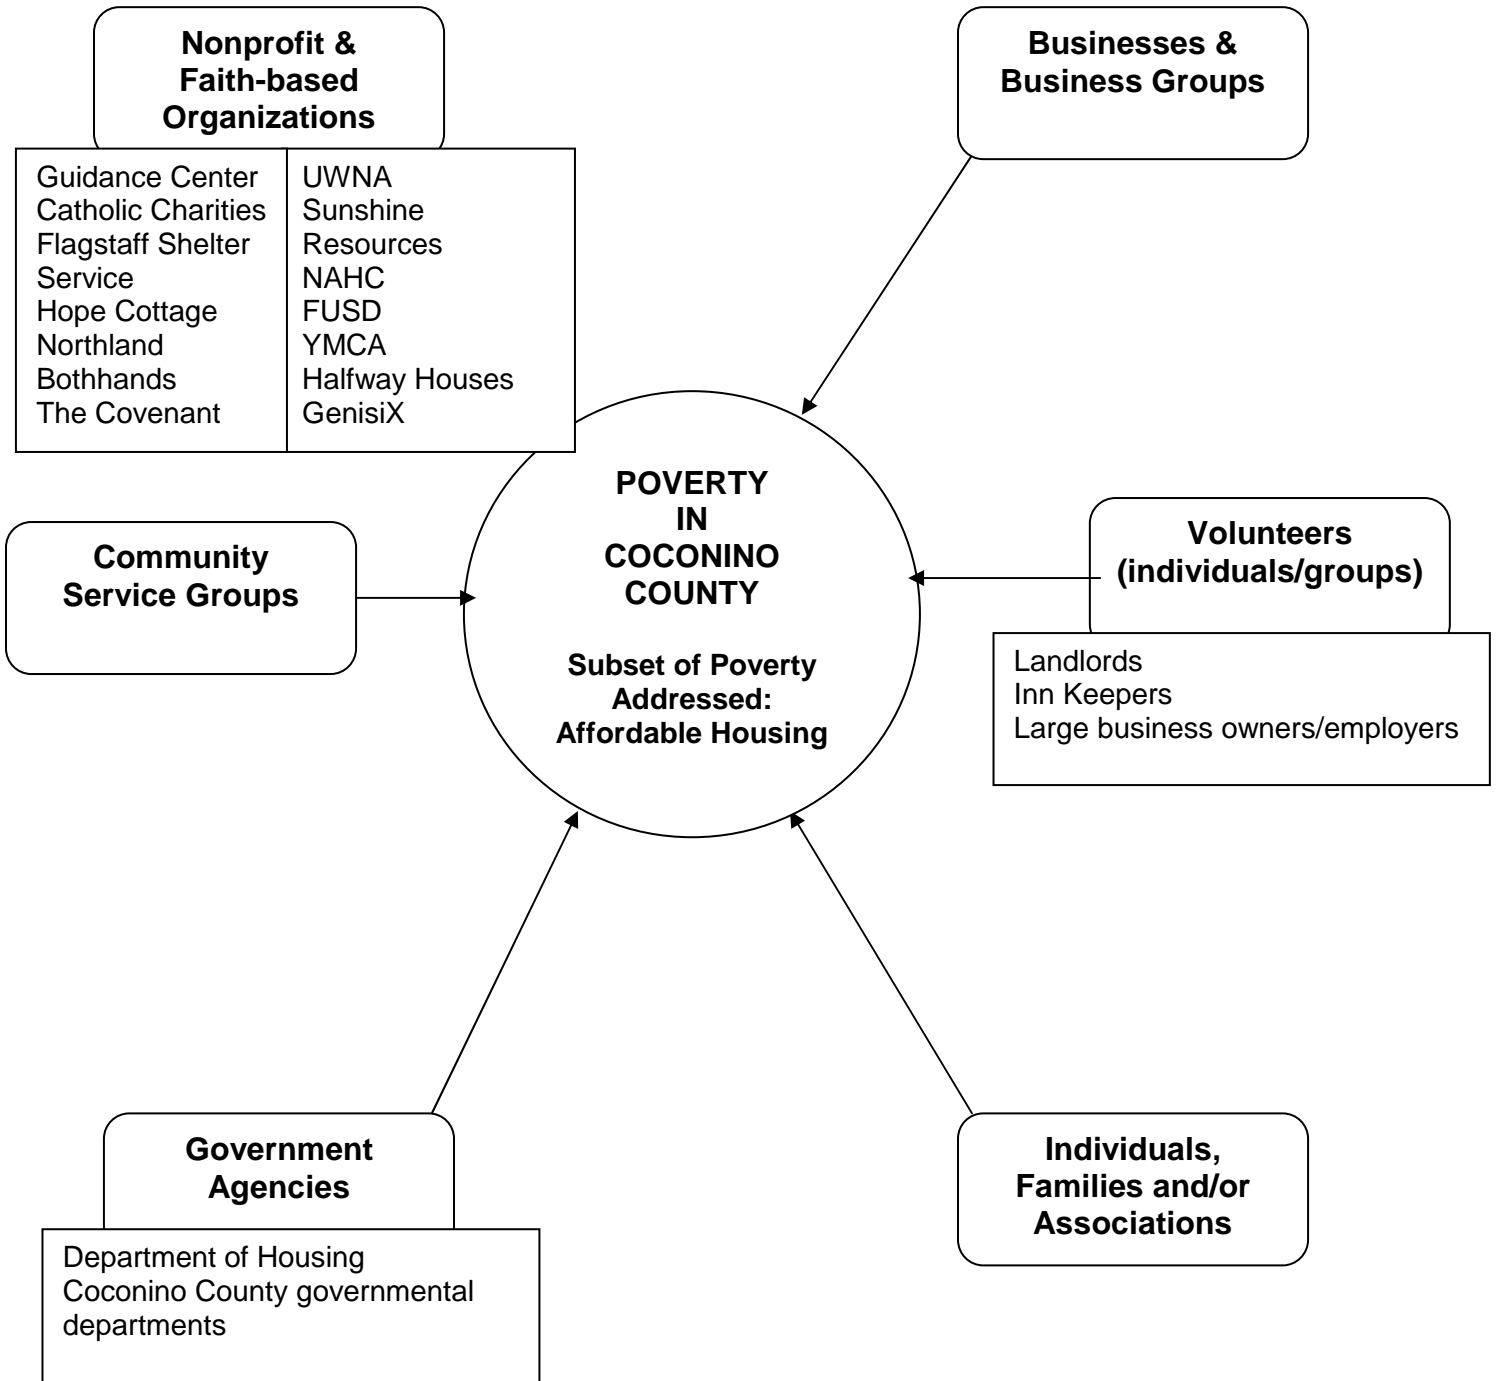 Nonprofit &
Faith-based
Organizations
Guidance Center
Catholic Charities
Flagstaff Shelter
Service
Hope Cottage
Northland
Bothhands
The Covenant
UWNA
Sunshine
Resources
NAHC
FUSD
YMCA
Halfway Houses
GenisiX
Businesses &
Business Groups
POVERTY
IN
COCONINO
COUNTY
Subset of Poverty
Addressed:
Affordable Housing
Community
Service Groups
Volunteers
(individuals/groups)
Landlords
Inn Keepers
Large business owners/employers
Government
Agencies
Department of Housing
Coconino County governmental
departments
Individuals,
Families and/or
Associations